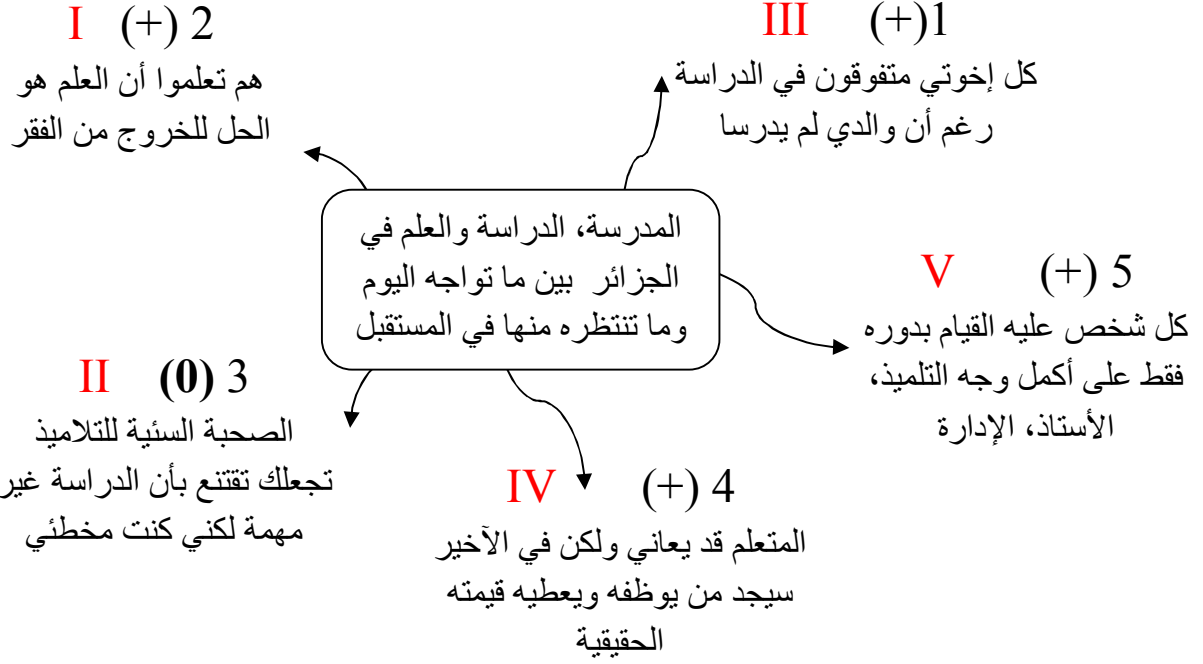 I (+) 2
هم تعلموا أن العلم هو
الحل للخروج من الفقر
III (+)1
كل إخوتي متفوقون في الدراسة
رغم أن والدي لم يدرسا
المدرسة، الدراسة والعلم في
الجزائر بين ما تواجه اليوم
وما تنتظره منها في المستقبل
V (+) 5
كل شخص عليه القيام بدوره
فقط على أكمل وجه التلميذ،
الأستاذ، الإدارة
II (0) 3
الصحبة السئية للتلاميذ
تجعلك تقتنع بأن الدراسة غير
مهمة لكني كنت مخطئي
IV (+) 4
المتعلم قد يعاني ولكن في الآخير
سيجد من يوظفه ويعطيه قيمته
الحقيقية